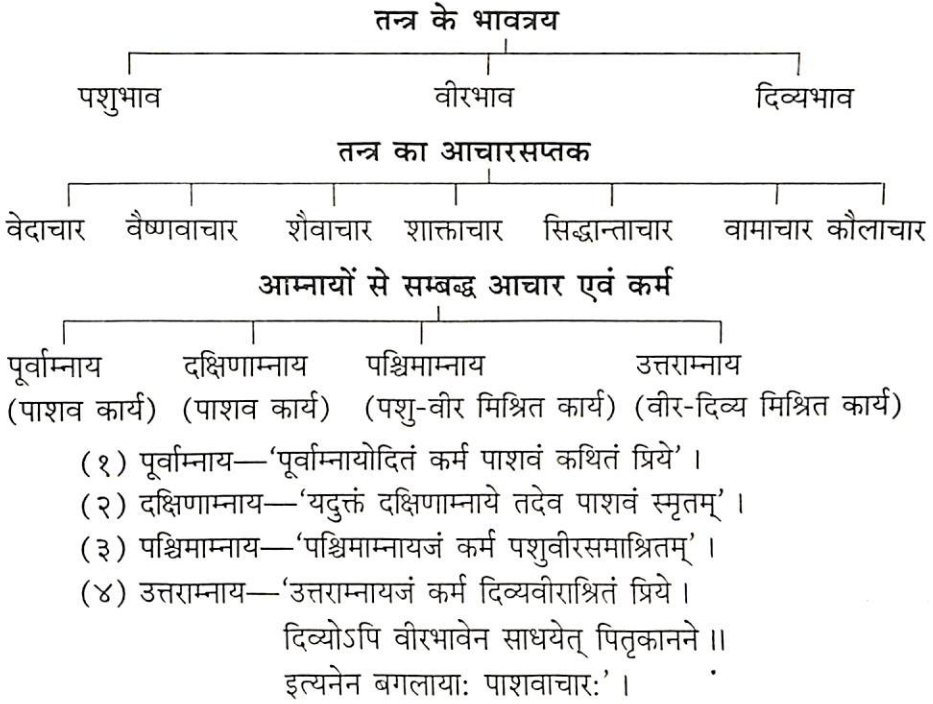 तन्त्र के भावत्रय
पशुभाव वीरभाव दिव्यभाव
तन्त्र का आचारसप्तक
वेदाचार वैष्णवाचार शैवाचार शाक्ताचार सिद्धान्ताचार वामाचार कौलाचार
आम्नायों से सम्बद्ध आचार एवं कर्म
पूर्वाम्नाय दक्षिणाम्नाय पश्चिमाम्नाय उत्तराम्नाय
(पाशव कार्य) (पाशव कार्य) (पशु-वीर मिश्रित कार्य) (वीर-दिव्य मिश्रित कार्य)
(१) पूर्वाम्नाय—‘पूर्वाम्नायोदितं कर्म पाशवं कथितं प्रिये’ ।
(२) दक्षिणाम्नाय—‘यदुक्तं दक्षिणाम्नाये तदेव पाशवं स्मृतम्’ ।
(३) पश्चिमाम्नाय—‘पश्चिमाम्नायजं कर्म पशुवीरसमाश्रितम्’ ।
(४) उत्तराम्नाय—‘उत्तराम्नायजं कर्म दिव्यवीराश्रितं प्रिये ।
दिव्योऽपि वीरभावेन साधयेत् पितृकानने ॥
इत्यनेन बगलायाः पाशवाचारः’ ।